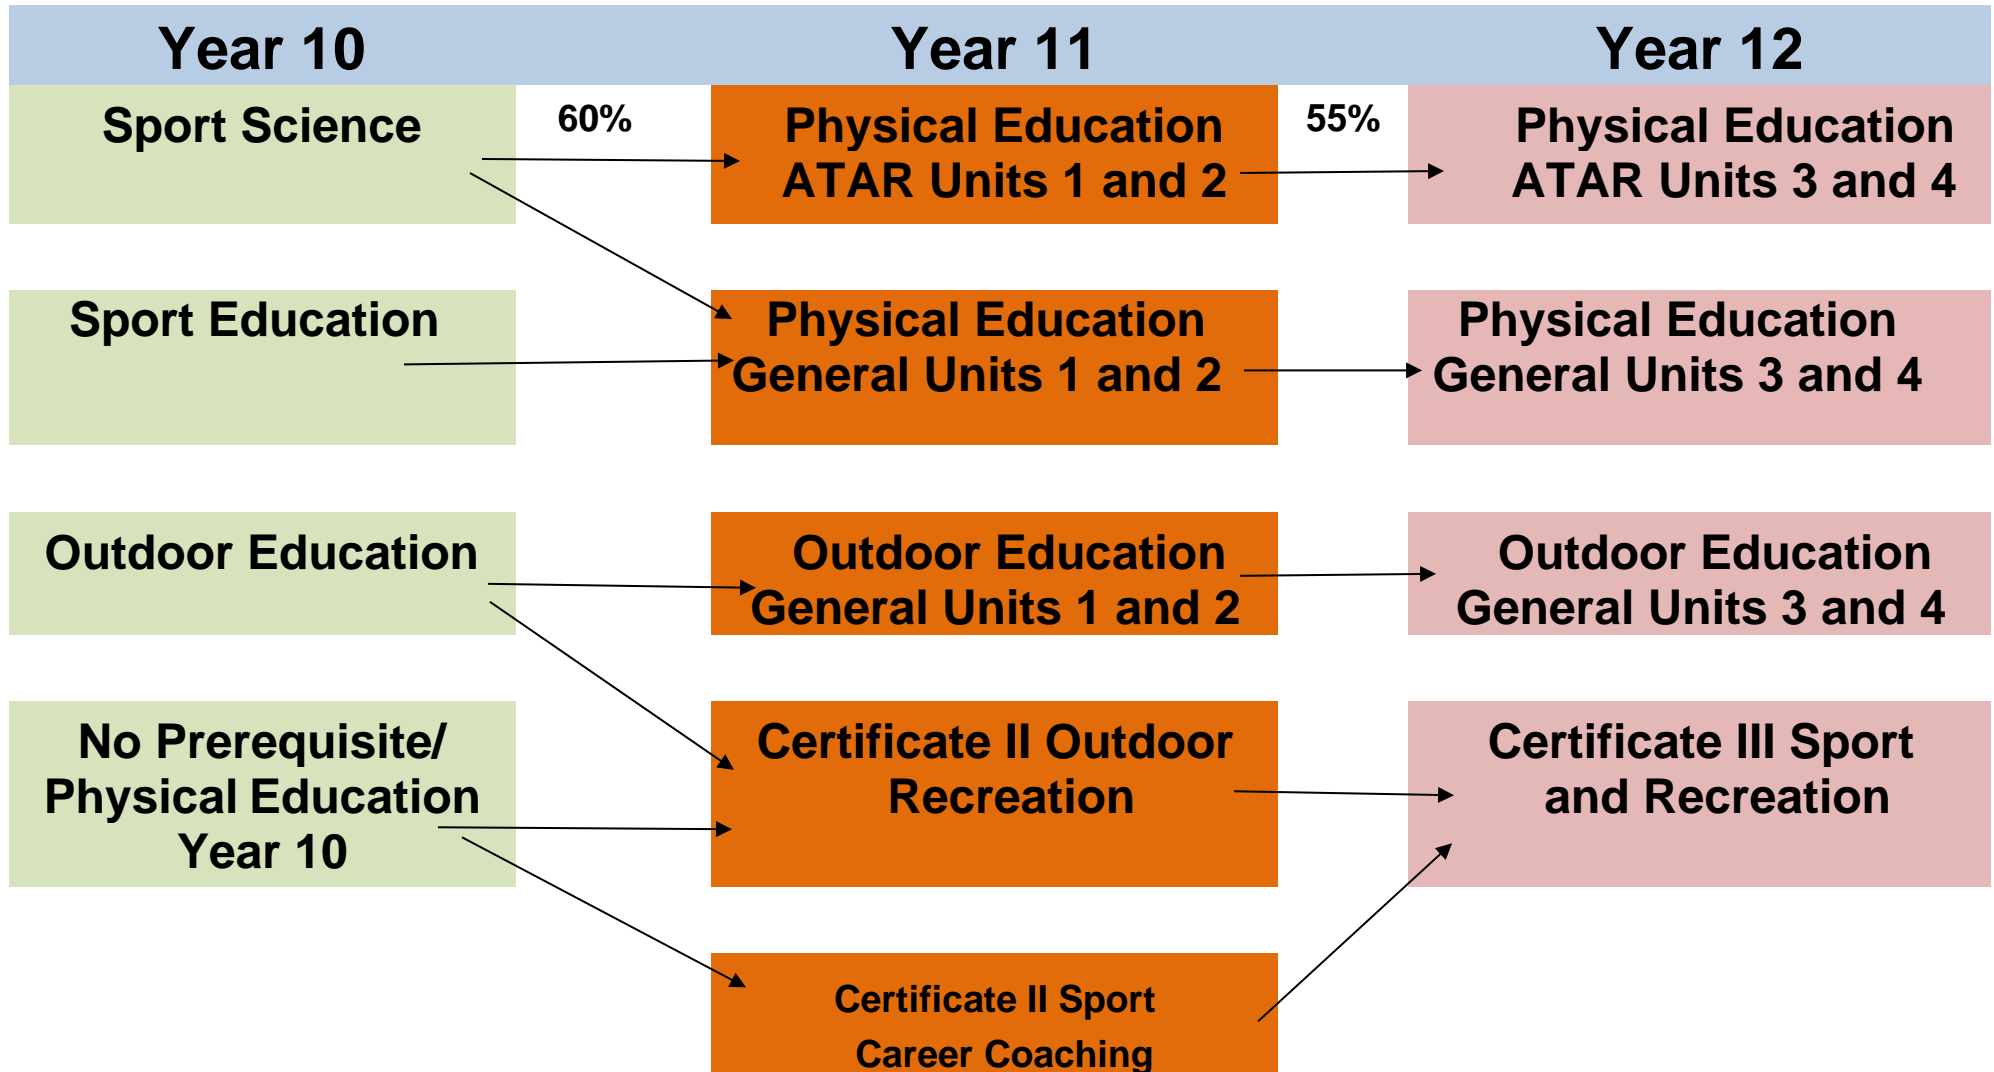 Year 10
Year 11
Year 12
Sport Science
60%
Physical Education
ATAR Units 1 and 2
55%
Physical Education
ATAR Units 3 and 4
Sport Education
Physical Education
General Units 1 and 2
Physical Education
General Units 3 and 4
Outdoor Education
Outdoor Education
General Units 1 and 2
Outdoor Education
General Units 3 and 4
No Prerequisite/
Physical Education
Year 10
Certificate II Outdoor
Recreation
Certificate III Sport
and Recreation
Certificate II Sport
Career Coaching